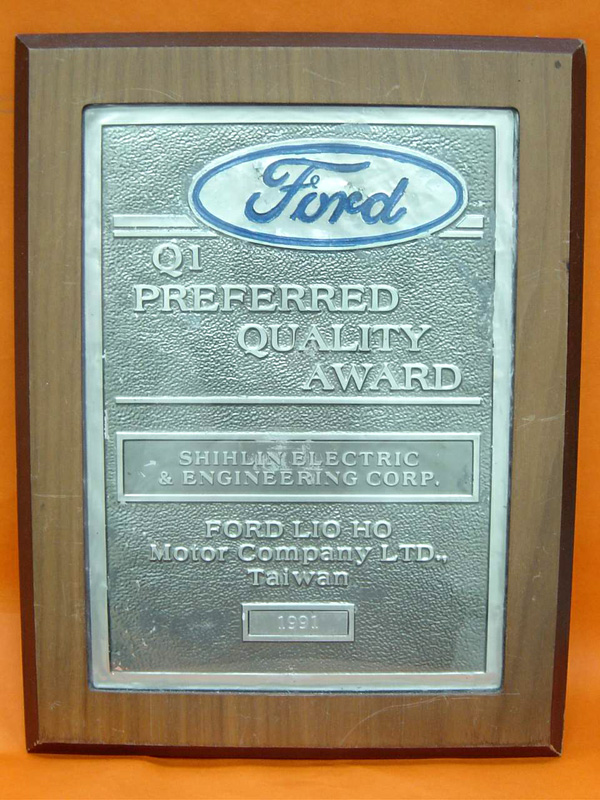 Ford
Q1
PREFERRED
QUALITY
AWARD
SHIHLIN ELECTRIC
& ENGINEERING CORP.
FORD LIO HO
Motor Company LTD.,
Taiwan
1991